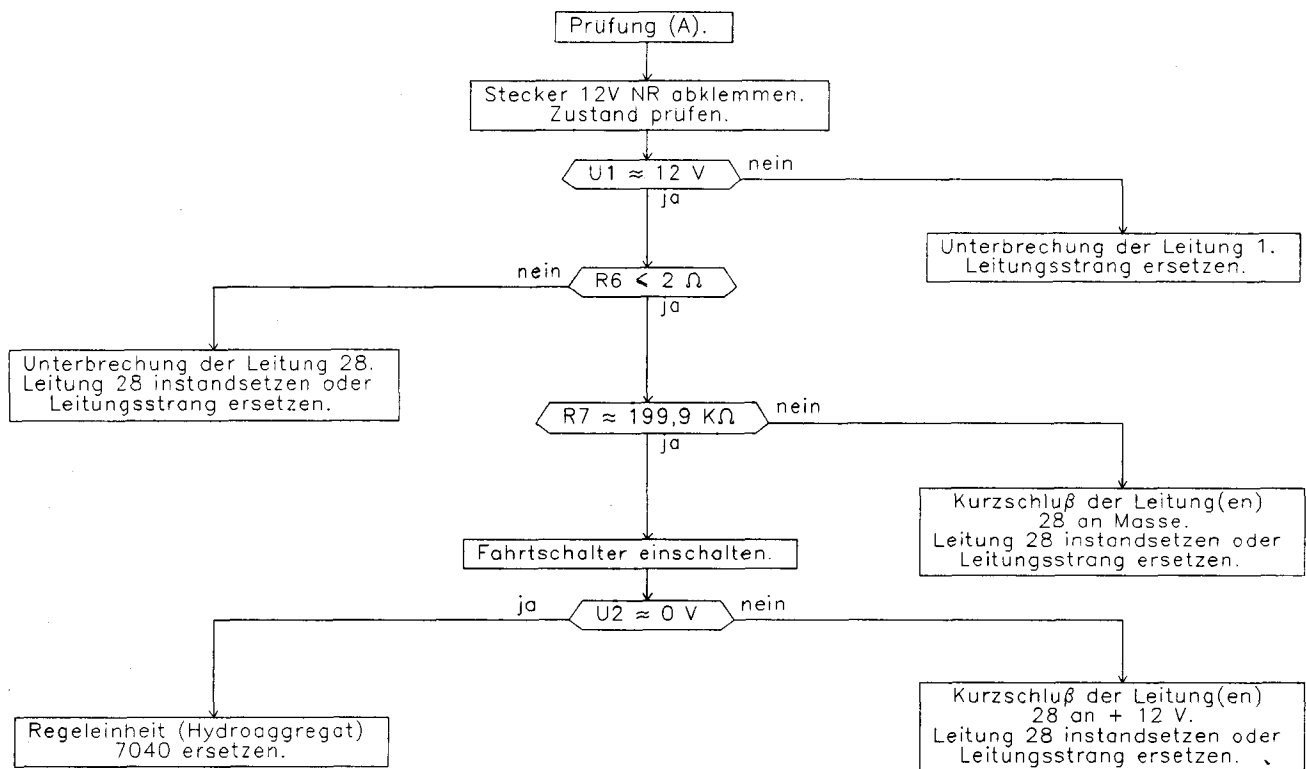 Prüfung (A).
Stecker 12V NR abklemmen.
Zustand prüfen.
U1 ≈ 12 V
nein
ja
Unterbrechung der Leitung 1.
Leitungsstrang ersetzen.
nein
R6 < 2 Ω
ja
Unterbrechung der Leitung 28.
Leitung 28 instandsetzen oder
Leitungsstrang ersetzen.
R7 ≈ 199,9 KΩ
nein
ja
Kurzschluß der Leitung(en)
28 an Masse.
Leitung 28 instandsetzen oder
Leitungsstrang ersetzen.
Fahrtschalter einschalten.
ja
U2 ≈ 0 V
nein
Regeleinheit (Hydroaggregat)
7040 ersetzen.
Kurzschluß der Leitung(en)
28 an + 12 V.
Leitung 28 instandsetzen oder
Leitungsstrang ersetzen.